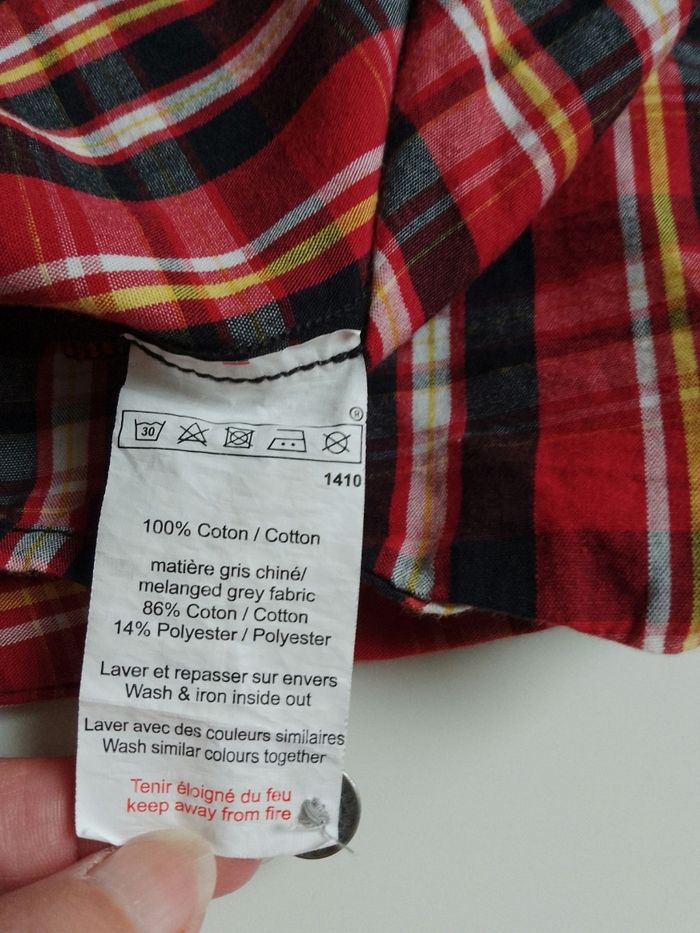 ®
30
1410
100% Coton / Cotton
matière gris chiné/
melanged grey fabric
86% Coton / Cotton
14% Polyester / Polyester
Laver et repasser sur envers
Wash & iron inside out
Laver avec des couleurs similaires
Wash similar colours together
Tenir éloigné du feu
keep away from fire